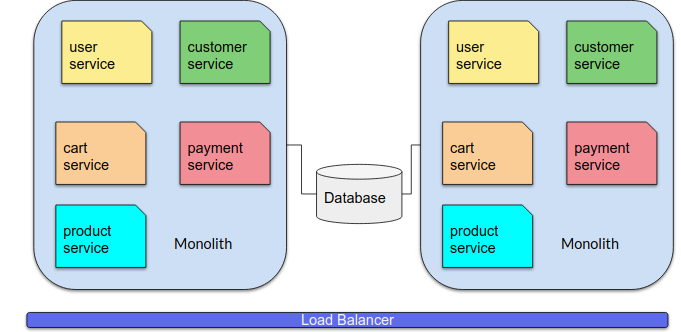 user
service
customer
service
cart
service
payment
service
product
service
Monolith
Database
user
service
customer
service
cart
service
payment
service
product
service
Monolith
Load Balancer